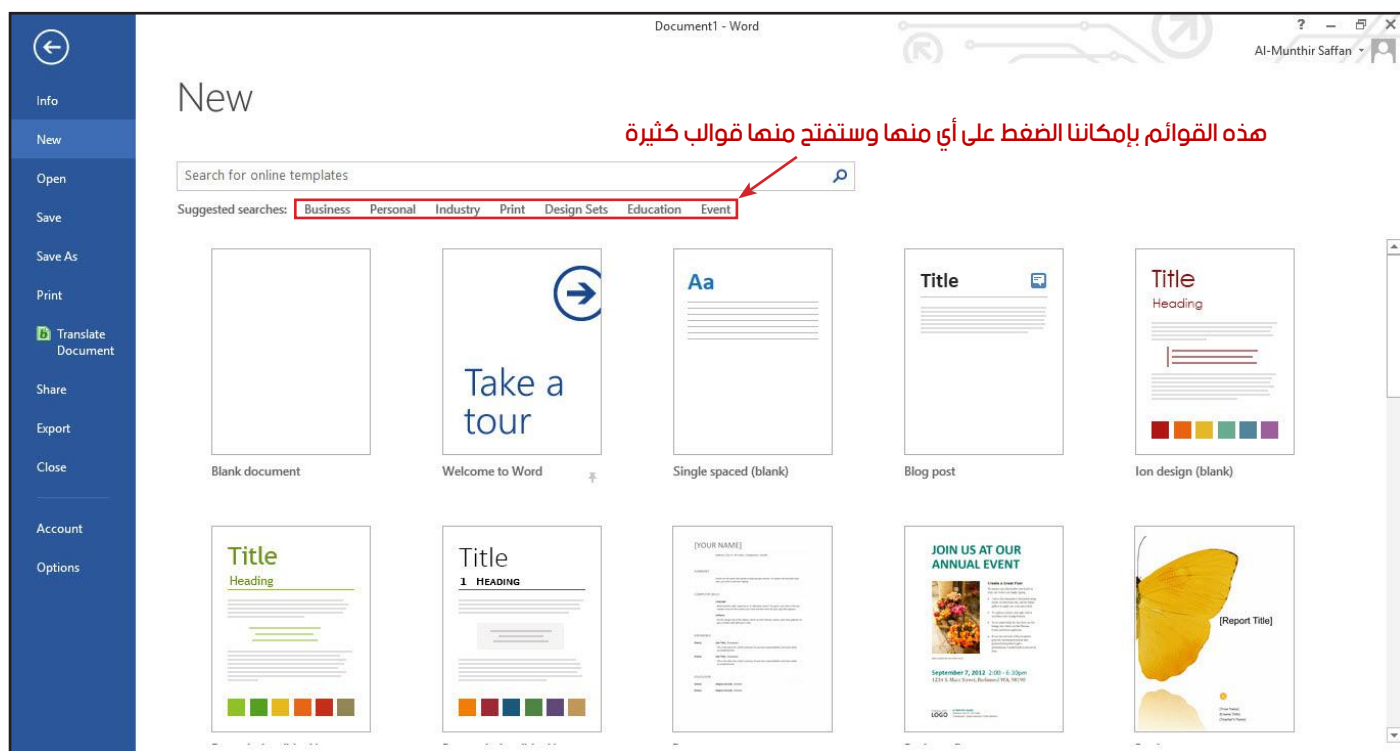 Document1 - Word
?
Al-Munthir Saffan
Info
New
Open
Save
Save As
Print
Translate
Document
Share
Export
Close
Account
Options
New
هذه القوائم بإمكاننا الضغط على أي منها وستفتح منها قوالب كثيرة
Search for online templates
Suggested searches: Business Personal Industry Print Design Sets Education Event
Take a
tour
Aa
Title
Title
Heading
Blank document
Welcome to Word
Single spaced (blank)
Blog post
Ion design (blank)
Title
Heading
Title
1 HEADING
[YOUR NAME]
JOIN US AT OUR
ANNUAL EVENT
September 7, 2012 2:00 - 6:30pm
LOGO
[Report Title]